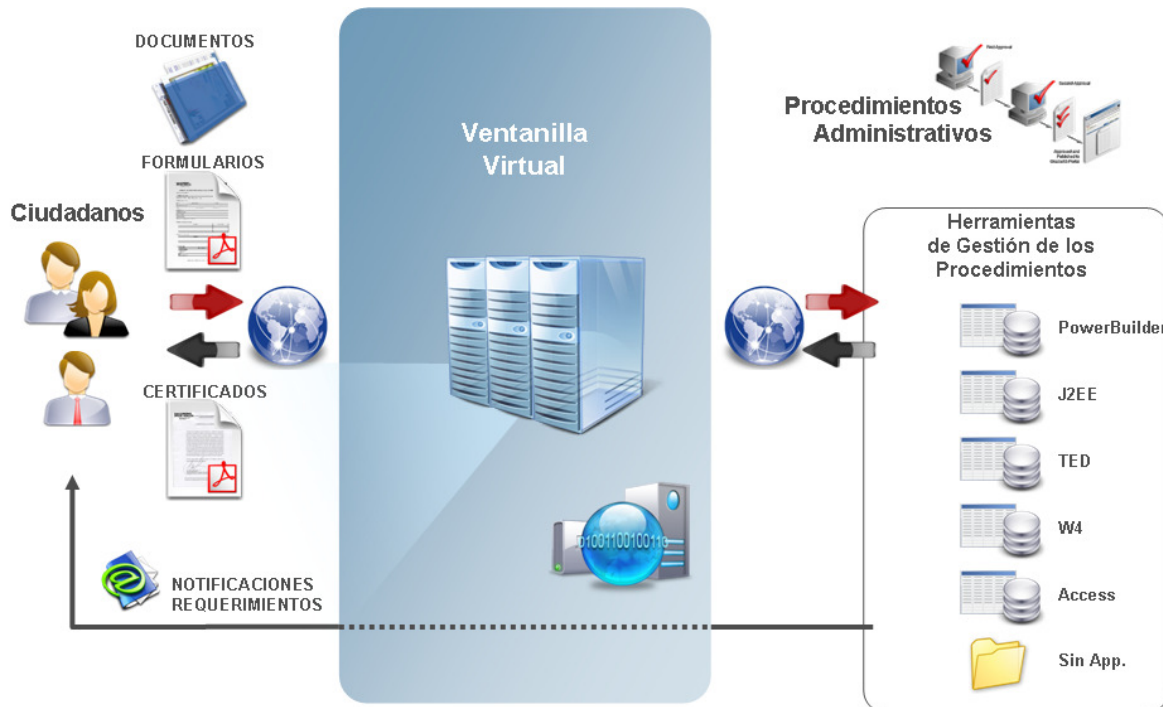 DOCUMENTOS
FORMULARIOS
Ciudadanos
CERTIFICADOS
NOTIFICACIONES
REQUERIMIENTOS
Ventanilla
Virtual
01001100100110
Procedimientos
Administrativos
Herramientas
de Gestión de los
Procedimientos
PowerBuilder
J2EE
TED
W4
Access
Sin App.